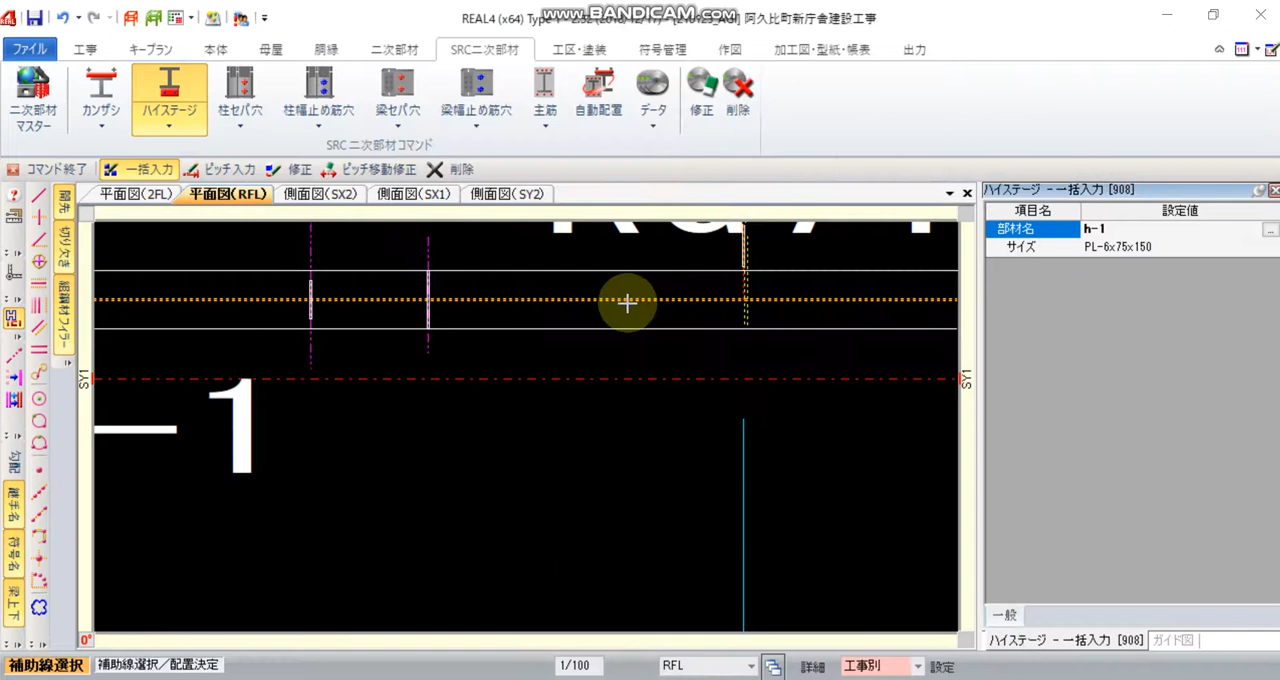 REAL4 (x64) Type
www.BANDICAM.com
阿久比町新庁舎建設工事
ファイル 工事 キープラン 本体 母屋 胴縁 二次部材 SRC二次部材 工区・塗装 符号管理 作図 加工図・型紙・帳表 出力
二次部材マスター カンザシ ハイステージ 柱セパ穴 柱幅止め筋穴 梁セパ穴 梁幅止め筋穴 主筋 自動配置 データ 修正 削除
SRC 二次部材コマンド
コマンド終了 一括入力 ピッチ入力 修正 ピッチ移動修正 削除
平面図(2FL) 平面図(RFL) 側面図(SX2) 側面図(SX1) 側面図(SY2)
ハイステージ - 一括入力 [908]
項目名 設定値
部材名 h-1 ...
サイズ PL-6x75x150
開先
切り欠き
組鋼材フィラー
勾配
継手名
符号名
梁上下
SY1 SY1
-1
0°
一般
ハイステージ - 一括入力 [908] ガイド図
補助線選択 補助線選択／配置決定 1/100 RFL 詳細 工事別 設定